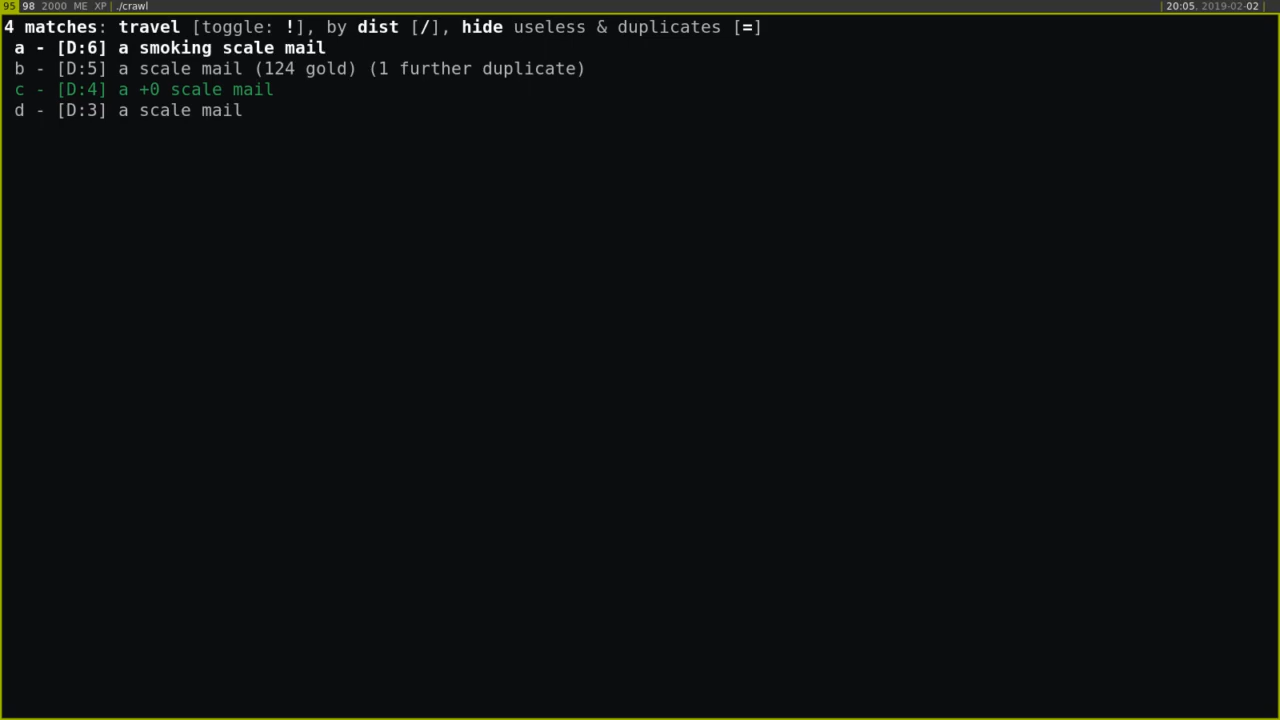 95 98 2000 ME XP | ./crawl | 20:05, 2019-02-02 |
4 matches: travel [toggle: !], by dist [/], hide useless & duplicates [=]
a - [D:6] a smoking scale mail
b - [D:5] a scale mail (124 gold) (1 further duplicate)
c - [D:4] a +0 scale mail
d - [D:3] a scale mail